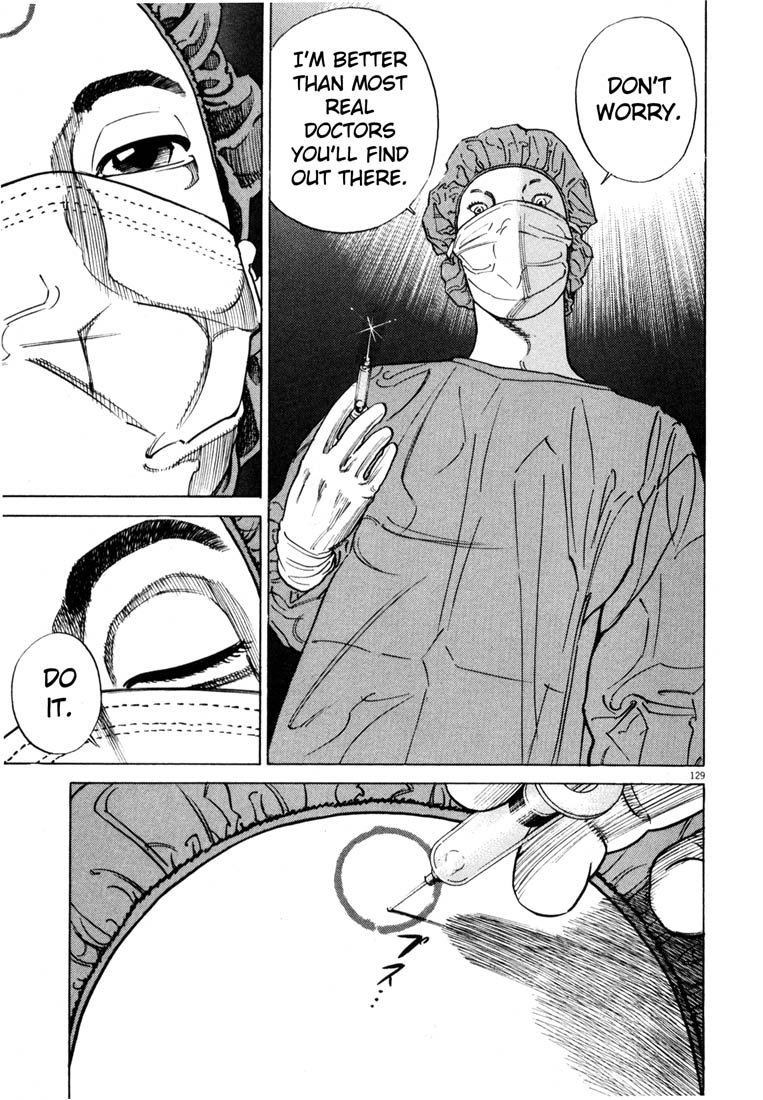 DON'T
WORRY.
I'M BETTER
THAN MOST
REAL
DOCTORS
YOU'LL FIND
OUT THERE.
DO
IT.
129
プス…